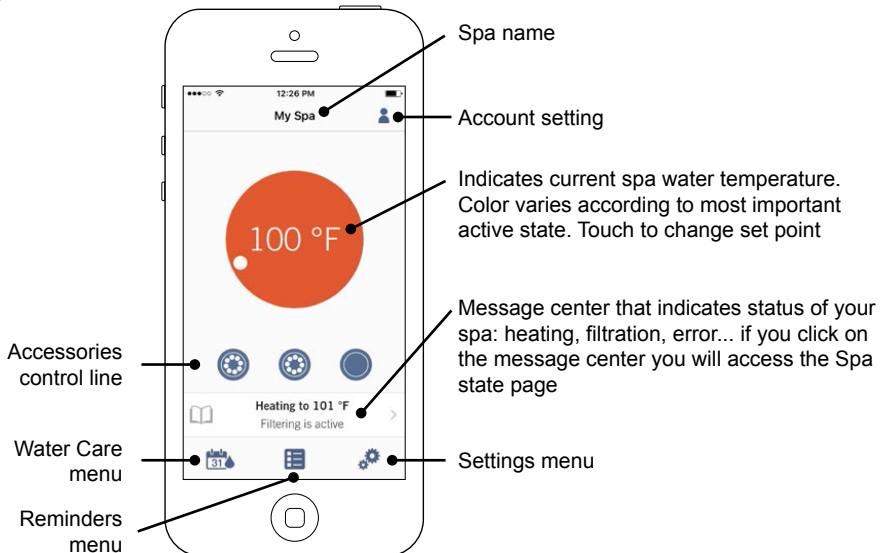 Spa name
12:26 PM
My Spa
Account setting
Indicates current spa water temperature.
Color varies according to most important
active state. Touch to change set point
100 °F
Message center that indicates status of your
spa: heating, filtration, error... if you click on
the message center you will access the Spa
state page
Accessories
control line
Heating to 101 °F
Filtering is active
Water Care
menu
31
Settings menu
Reminders
menu